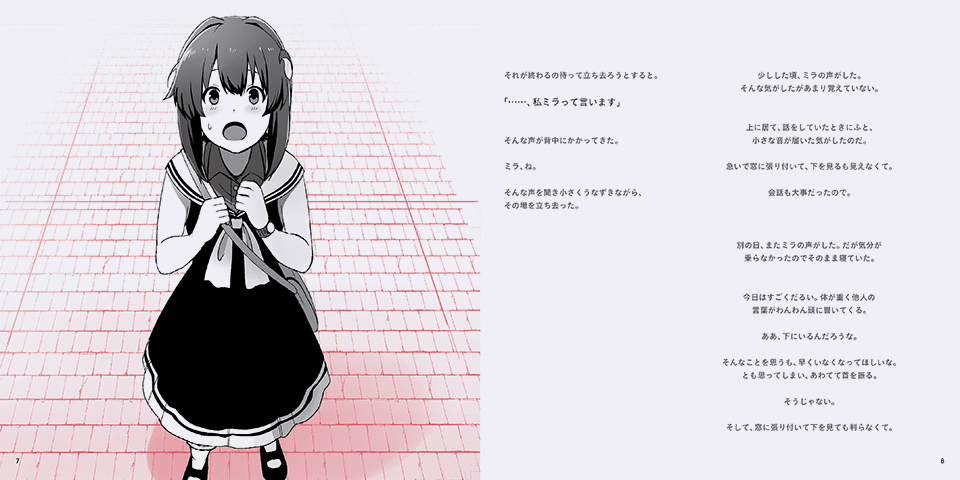 それが終わるの待って立ち去ろうとすると。
「……、私ミラって言います」
そんな声が背中にかかってきた。
ミラ、ね。
そんな声を聞き小さくうなずきながら、
その場を立ち去った。
少しした頃、ミラの声がした。
そんな気がしたがあまり覚えていない。
上に居て、話をしていたときにふと、
小さな音が届いた気がしたのだ。
急いで窓に張り付いて、下を見るも見えなくて。
会話も大事だったので。
別の日、またミラの声がした。だが気分が
乗らなかったのでそのまま寝ていた。
今日はすごくだるい。体が重く他人の
言葉がわんわん頭に響いてくる。
ああ、下にいるんだろうな。
そんなことを思うも、早くいなくなってほしいな。
とも思ってしまい、あわてて首を振る。
そうじゃない。
そして、窓に張り付いて下を見ても判らなくて。
7
8